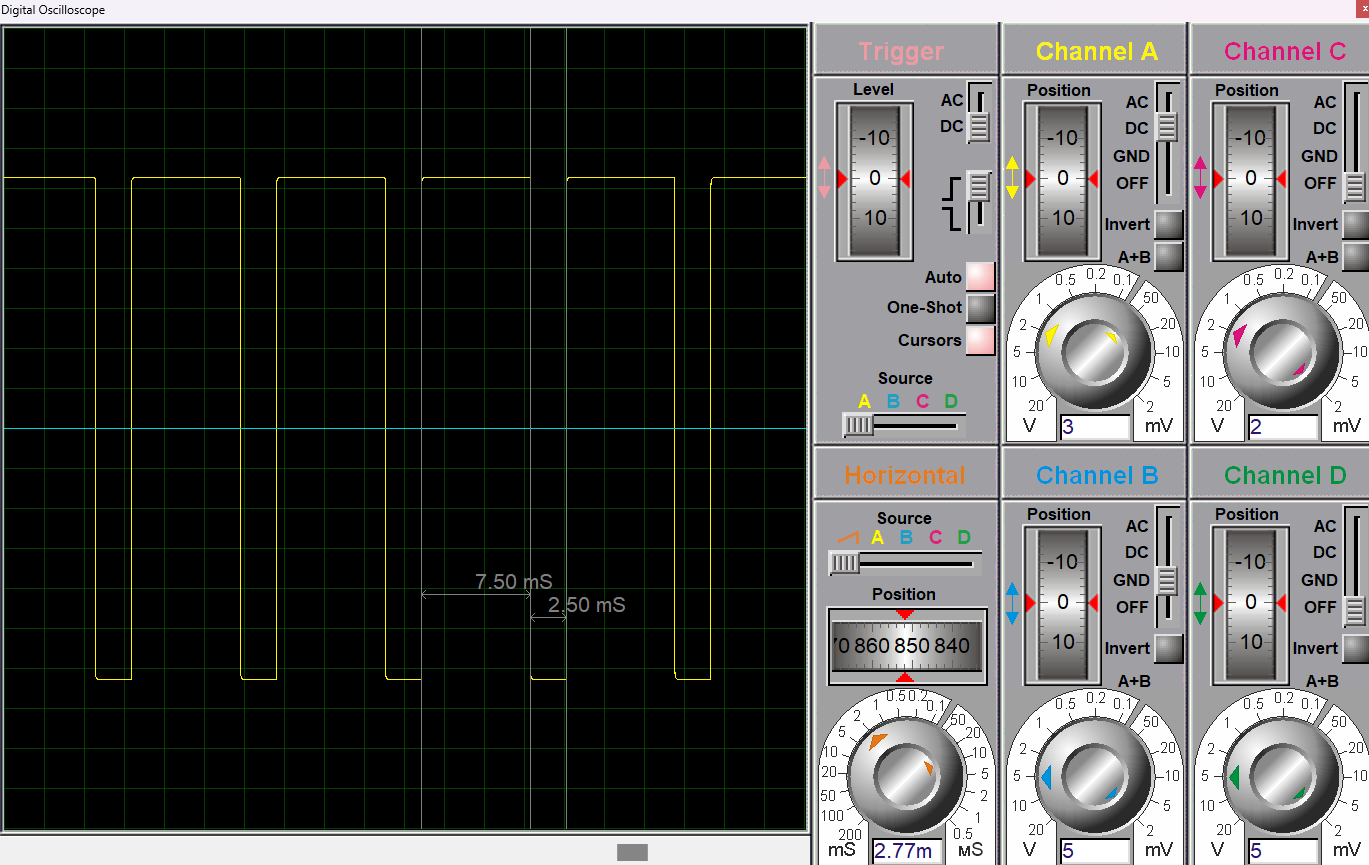 Digital Oscilloscope
x
7.50 mS
2.50 mS
Trigger
Level
-10
0
10
AC
DC
Auto
One-Shot
Cursors
Source
A B C D
Channel A
Position
-10
0
10
AC
DC
GND
OFF
Invert
A+B
20 10 5 2 1 0.5 0.2 0.1 50 20 10 5 2
V 3 mV
Channel C
Position
-10
0
10
AC
DC
GND
OFF
Invert
A+B
20 10 5 2 1 0.5 0.2 0.1 50 20 10 5 2
V 2 mV
Horizontal
Source
A B C D
Position
860 850 840
200 100 50 20 10 5 2 1 0.5 0.2 0.1 50 20 10 5 2 1 0.5
mS 2.77m мS
Channel B
Position
-10
0
10
AC
DC
GND
OFF
Invert
A+B
20 10 5 2 1 0.5 0.2 0.1 50 20 10 5 2
V 5 mV
Channel D
Position
-10
0
10
AC
DC
GND
OFF
Invert
A+B
20 10 5 2 1 0.5 0.2 0.1 50 20 10 5 2
V 5 mV